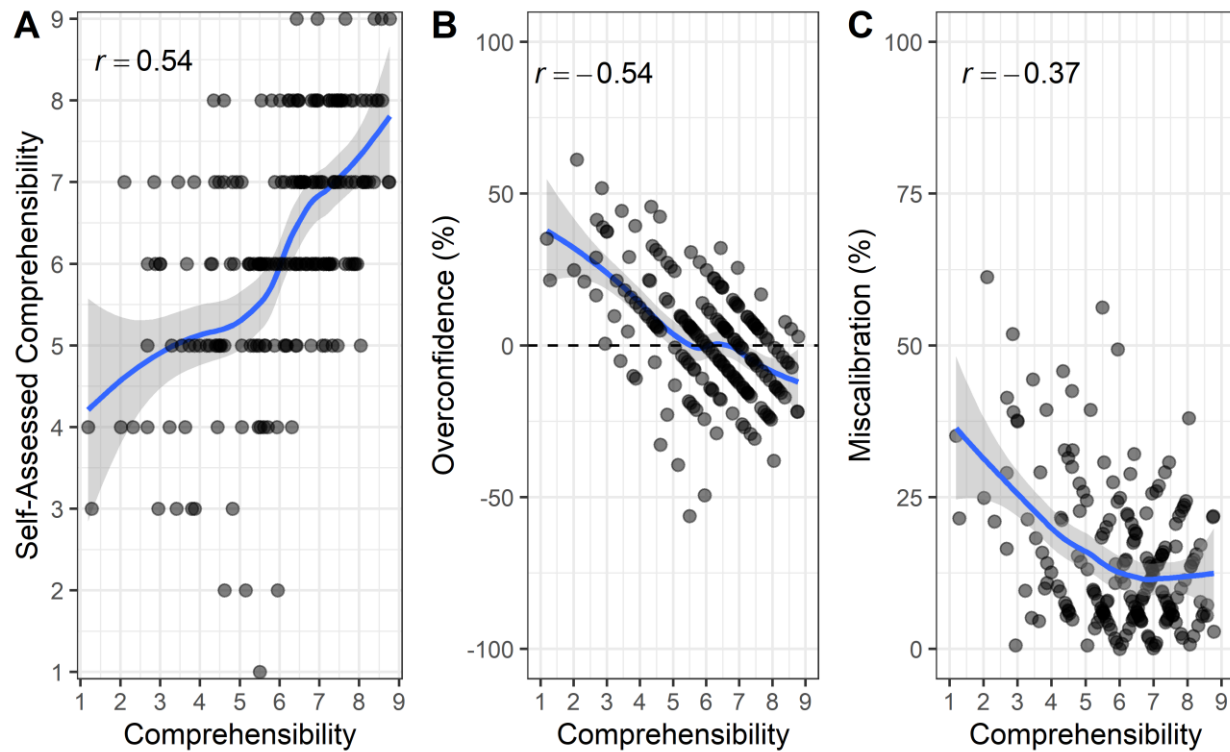 A
r = 0.54
Self-Assessed Comprehensibility
9
8
7
6
5
4
3
2
1
1 2 3 4 5 6 7 8 9
Comprehensibility
B
r = −0.54
Overconfidence (%)
100
50
0
-50
-100
1 2 3 4 5 6 7 8 9
Comprehensibility
C
r = −0.37
Miscalibration (%)
100
75
50
25
0
1 2 3 4 5 6 7 8 9
Comprehensibility